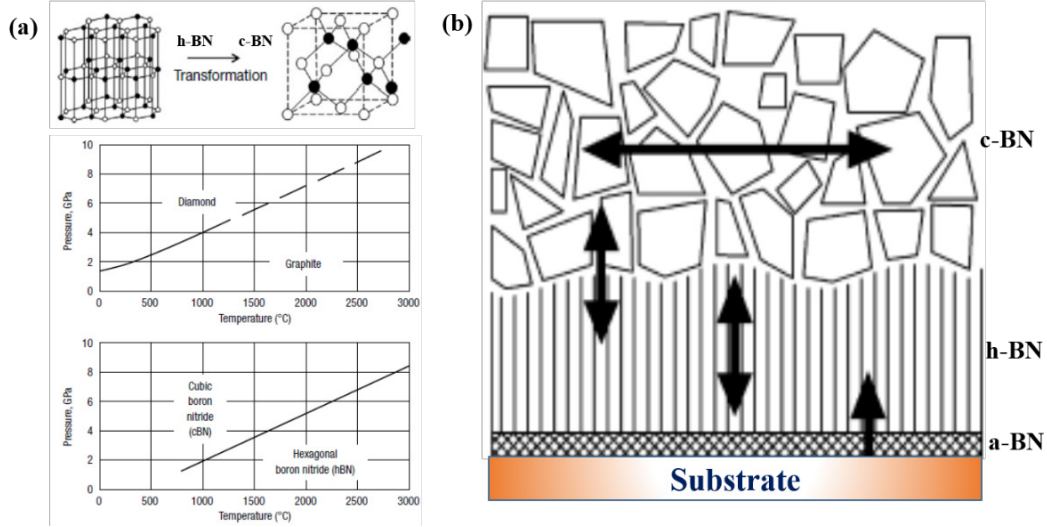 (a)
h-BN c-BN
Transformation
10
8
6
4
2
0
Pressure, GPa
Diamond
Graphite
0 500 1000 1500 2000 2500 3000
Temperature (°C)
10
8
6
4
2
0
Pressure, GPa
Cubic
boron
nitride
(cBN)
Hexagonal
boron nitride (hBN)
0 500 1000 1500 2000 2500 3000
Temperature (°C)
(b)
c-BN
h-BN
a-BN
Substrate